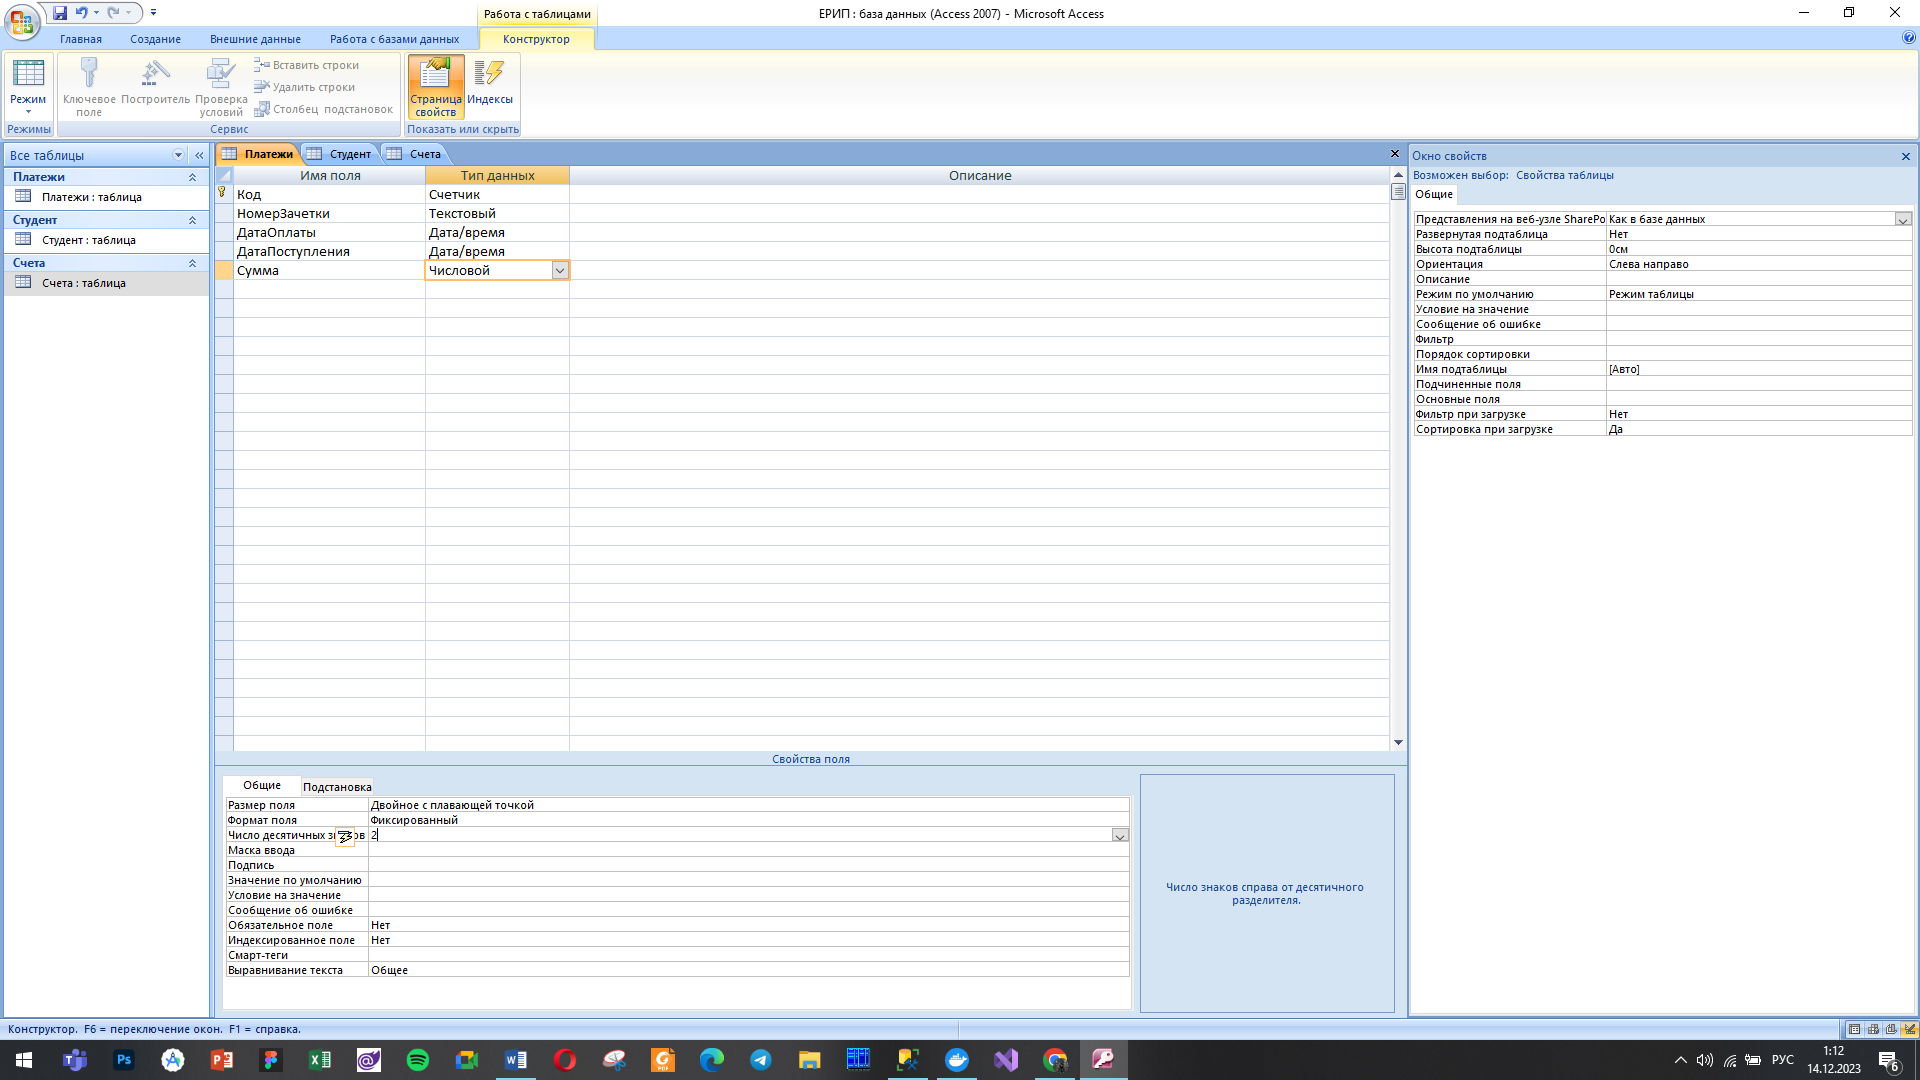 Работа с таблицами
ЕРИП : база данных (Access 2007) - Microsoft Access
Главная
Создание
Внешние данные
Работа с базами данных
Конструктор
Режим
Режимы
Ключевое поле
Построитель
Проверка условий
Вставить строки
Удалить строки
Столбец подстановок
Сервис
Страница свойств
Индексы
Показать или скрыть
Все таблицы
Платежи
Платежи : таблица
Студент
Студент : таблица
Счета
Счета : таблица
Платежи
Студент
Счета
Имя поля
Тип данных
Описание
Код Счетчик
НомерЗачетки Текстовый
ДатаОплаты Дата/время
ДатаПоступления Дата/время
Сумма Числовой
Свойства поля
Общие
Подстановка
Размер поля Двойное с плавающей точкой
Формат поля Фиксированный
Число десятичных 2
Маска ввода
Подпись
Значение по умолчанию
Условие на значение
Сообщение об ошибке
Обязательное поле Нет
Индексированное поле Нет
Смарт-теги
Выравнивание текста Общее
Число знаков справа от десятичного
разделителя.
Окно свойств
Возможен выбор: Свойства таблицы
Общие
Представления на веб-узле SharePo Как в базе данных
Развернутая подтаблица Нет
Высота подтаблицы 0см
Ориентация Слева направо
Описание
Режим по умолчанию Режим таблицы
Условие на значение
Сообщение об ошибке
Фильтр
Порядок сортировки
Имя подтаблицы [Авто]
Подчиненные поля
Основные поля
Фильтр при загрузке Нет
Сортировка при загрузке Да
Конструктор. F6 = переключение окон. F1 = справка.
РУС
1:12
14.12.2023
6